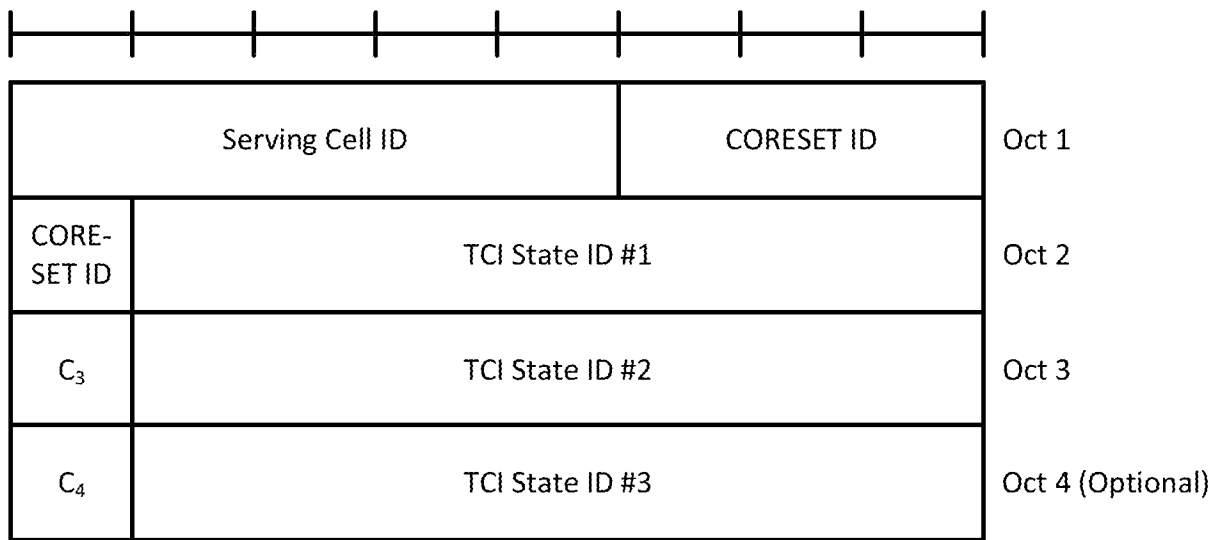 Serving Cell ID CORESET ID Oct 1
CORE-
SET ID TCI State ID #1 Oct 2
C₃ TCI State ID #2 Oct 3
C₄ TCI State ID #3 Oct 4 (Optional)